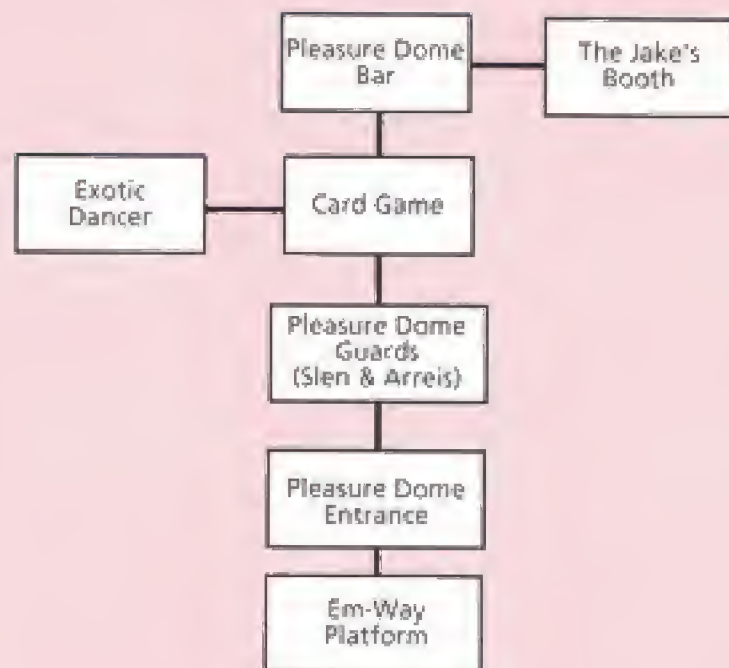 Pleasure Dome
Bar
The Jake's
Booth
Exotic
Dancer
Card Game
Pleasure Dome
Guards
(Slen & Arreis)
Pleasure Dome
Entrance
Em-Way
Platform